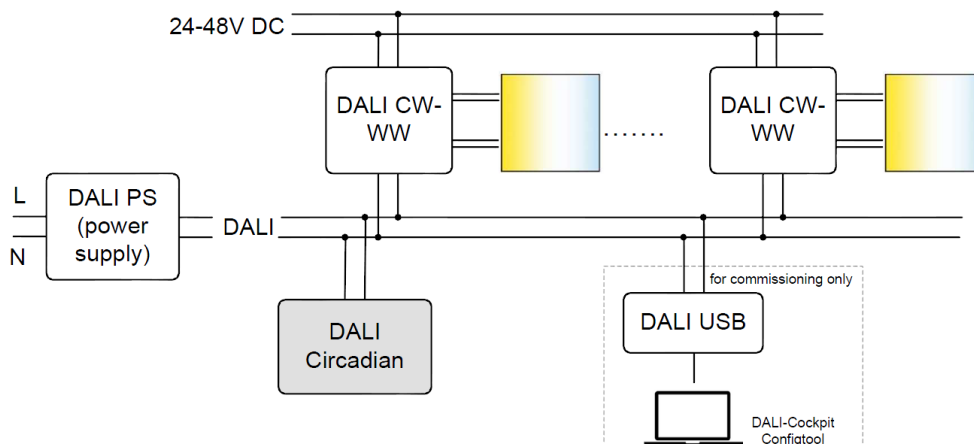 24-48V DC
DALI CW-
WW
.......
DALI CW-
WW
L
N
DALI PS
(power
supply)
DALI
DALI
Circadian
for commissioning only
DALI USB
DALI-Cockpit
Configtool